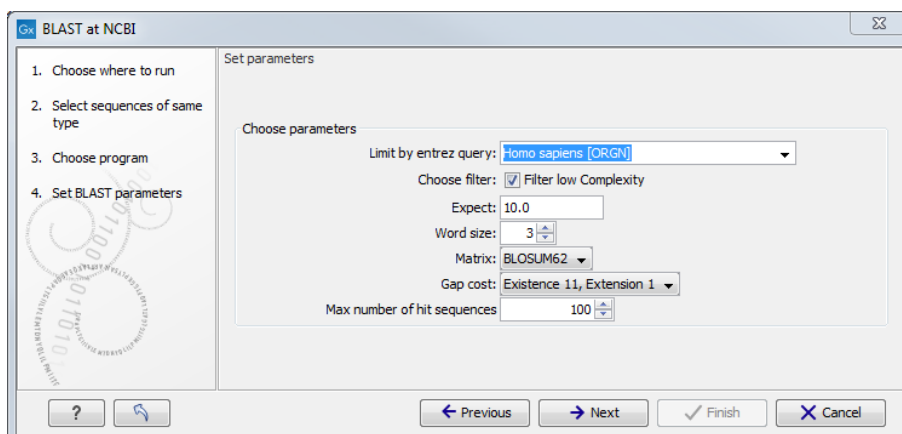 Gx BLAST at NCBI
1. Choose where to run
2. Select sequences of same
type
3. Choose program
4. Set BLAST parameters
Set parameters
Choose parameters
Limit by entrez query: Homo sapiens [ORGN]
Choose filter: Filter low Complexity
Expect: 10.0
Word size: 3
Matrix: BLOSUM62
Gap cost: Existence 11, Extension 1
Max number of hit sequences 100
? Previous Next Finish Cancel